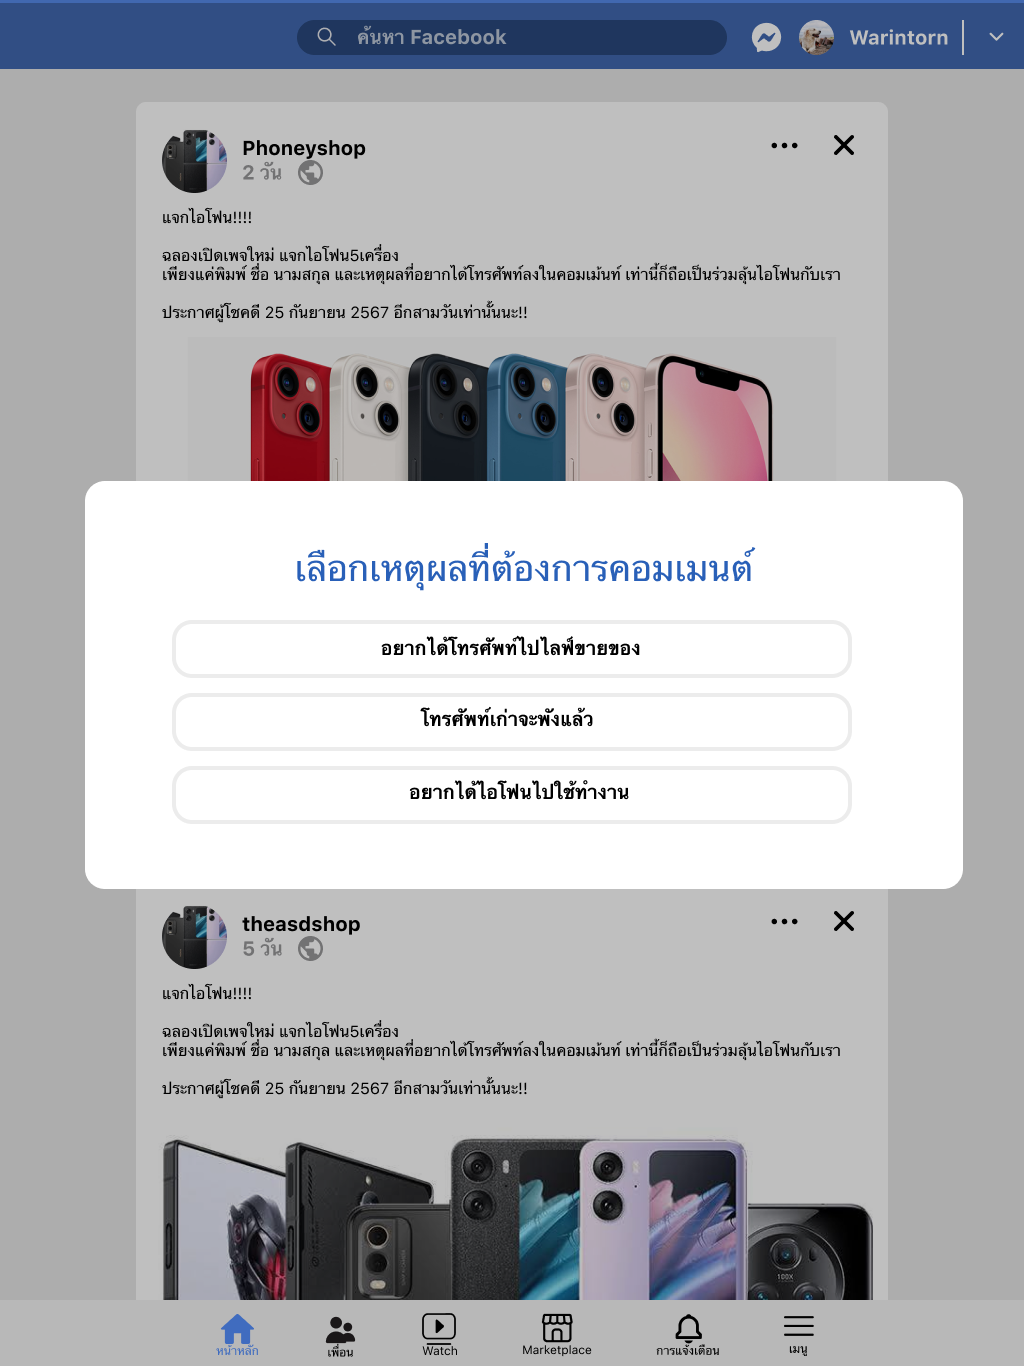 ค้นหา Facebook
Warintorn
Phoneyshop
2 วัน
แจกไอโฟน!!!!
ฉลองเปิดเพจใหม่ แจกไอโฟน5เครื่อง
เพียงแค่พิมพ์ ชื่อ นามสกุล และเหตุผลที่อยากได้โทรศัพท์ลงในคอมเม้นท์ เท่านี้ก็ถือเป็นร่วมลุ้นไอโฟนกับเรา
ประกาศผู้โชคดี 25 กันยายน 2567 อีกสามวันเท่านั้นนะ!!
เลือกเหตุผลที่ต้องการคอมเมนต์
อยากได้โทรศัพท์ไปไลฟ์ขายของ
โทรศัพท์เก่าจะพังแล้ว
อยากได้ไอโฟนไปใช้ทำงาน
theasdshop
5 วัน
แจกไอโฟน!!!!
ฉลองเปิดเพจใหม่ แจกไอโฟน5เครื่อง
เพียงแค่พิมพ์ ชื่อ นามสกุล และเหตุผลที่อยากได้โทรศัพท์ลงในคอมเม้นท์ เท่านี้ก็ถือเป็นร่วมลุ้นไอโฟนกับเรา
ประกาศผู้โชคดี 25 กันยายน 2567 อีกสามวันเท่านั้นนะ!!
100X
หน้าหลัก
เพื่อน
Watch
Marketplace
การแจ้งเตือน
เมนู